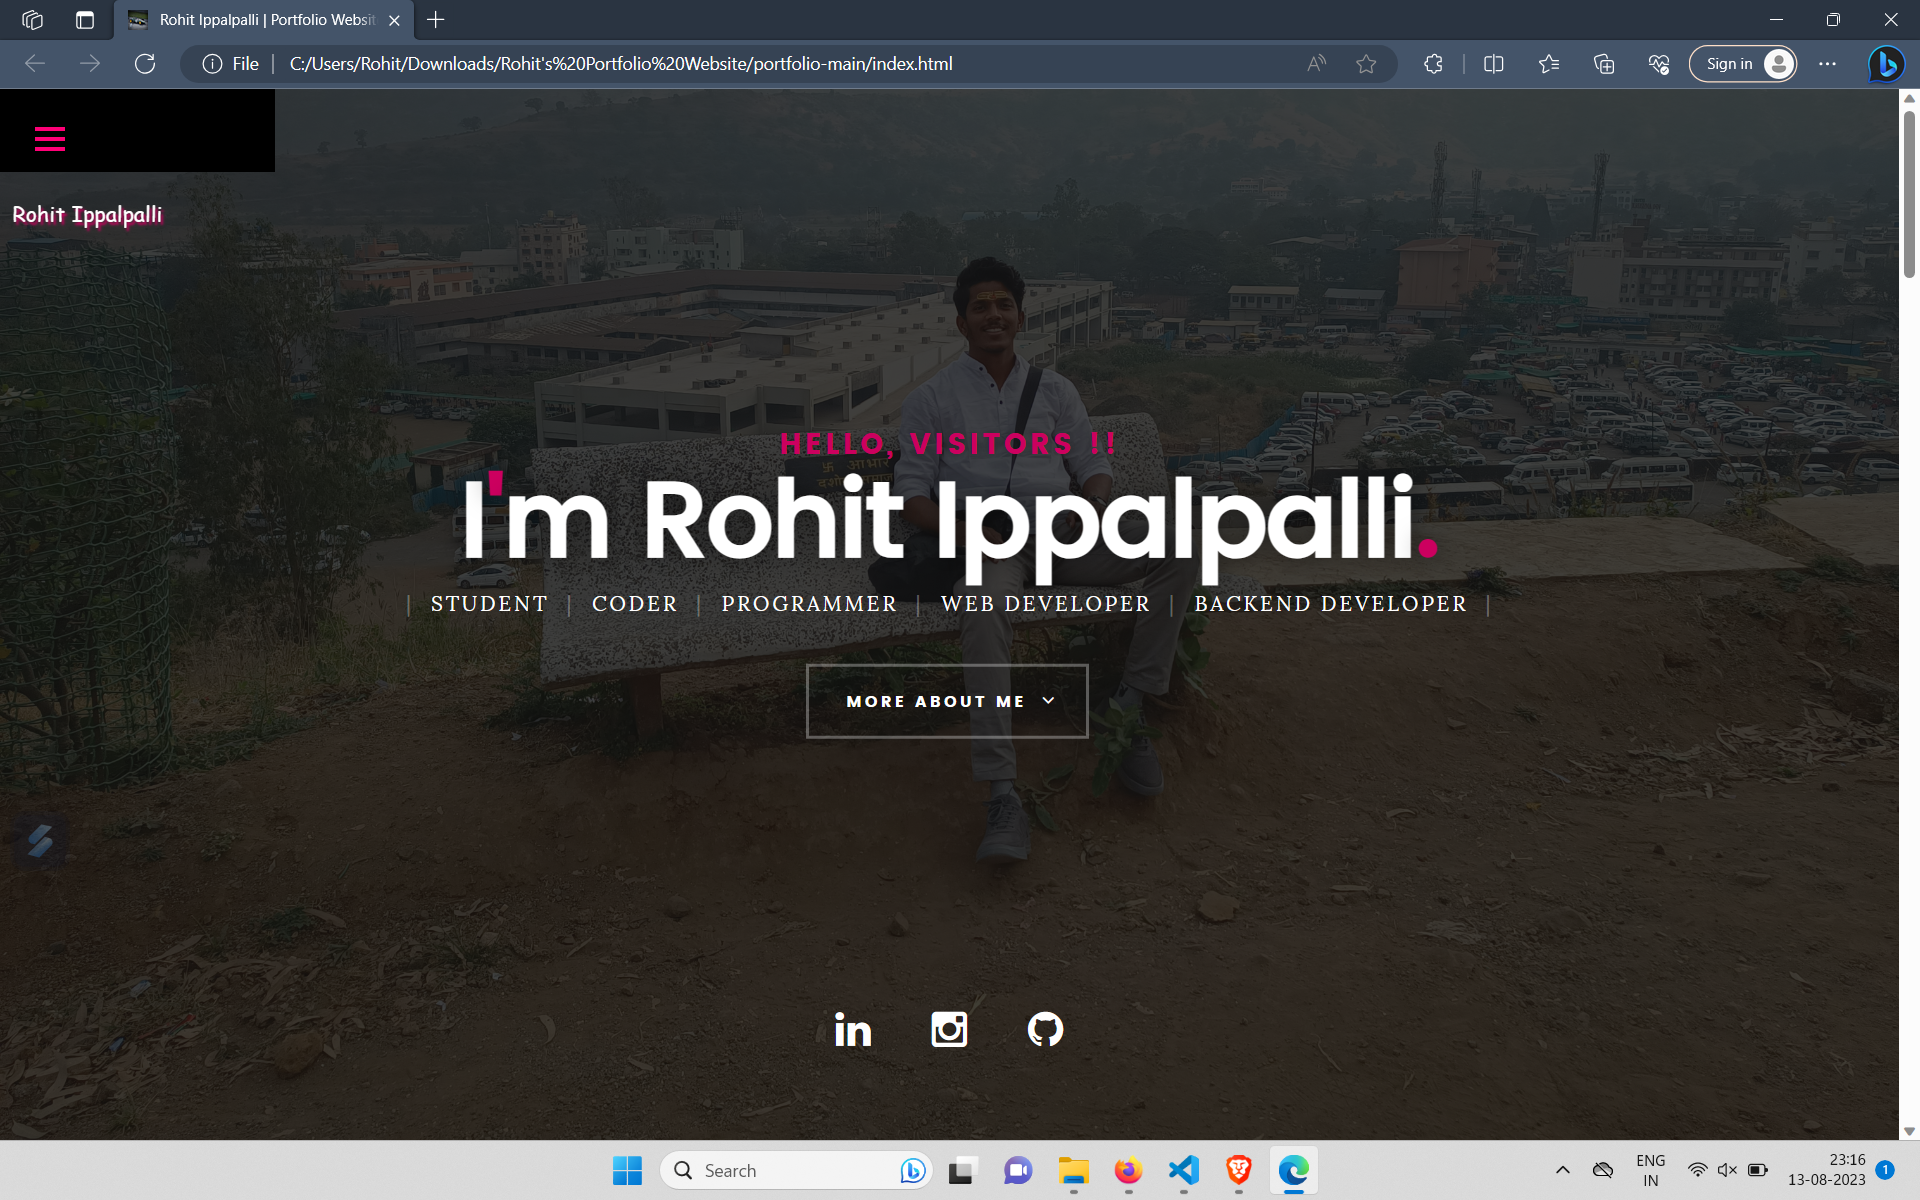 Rohit Ippalpalli | Portfolio Websit
File
C:/Users/Rohit/Downloads/Rohit's%20Portfolio%20Website/portfolio-main/index.html
Sign in
Rohit Ippalpalli
HELLO, VISITORS !!
I'm Rohit Ippalpalli.
| STUDENT | CODER | PROGRAMMER | WEB DEVELOPER | BACKEND DEVELOPER |
MORE ABOUT ME
Search
ENG
IN
23:16
13-08-2023
1